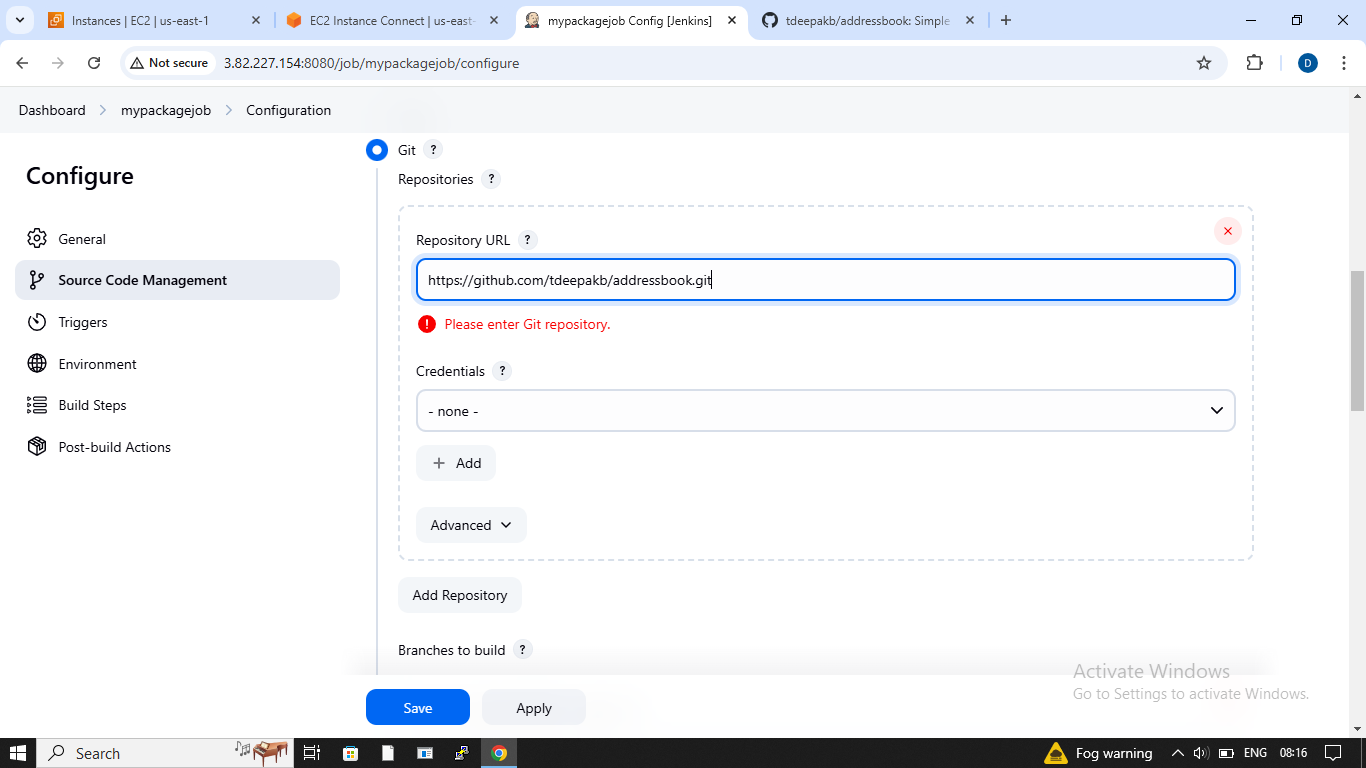 Instances | EC2 | us-east-1
EC2 Instance Connect | us-east-
mypackagejob Config [Jenkins]
tdeepakb/addressbook: Simple
Not secure
3.82.227.154:8080/job/mypackagejob/configure
D
Dashboard
mypackagejob
Configuration
Configure
General
Source Code Management
Triggers
Environment
Build Steps
Post-build Actions
Git ?
Repositories ?
Repository URL ?
https://github.com/tdeepakb/addressbook.git
Please enter Git repository.
Credentials ?
- none -
+ Add
Advanced
Add Repository
Branches to build ?
Save
Apply
Activate Windows
Go to Settings to activate Windows.
Search
Fog warning
ENG
08:16